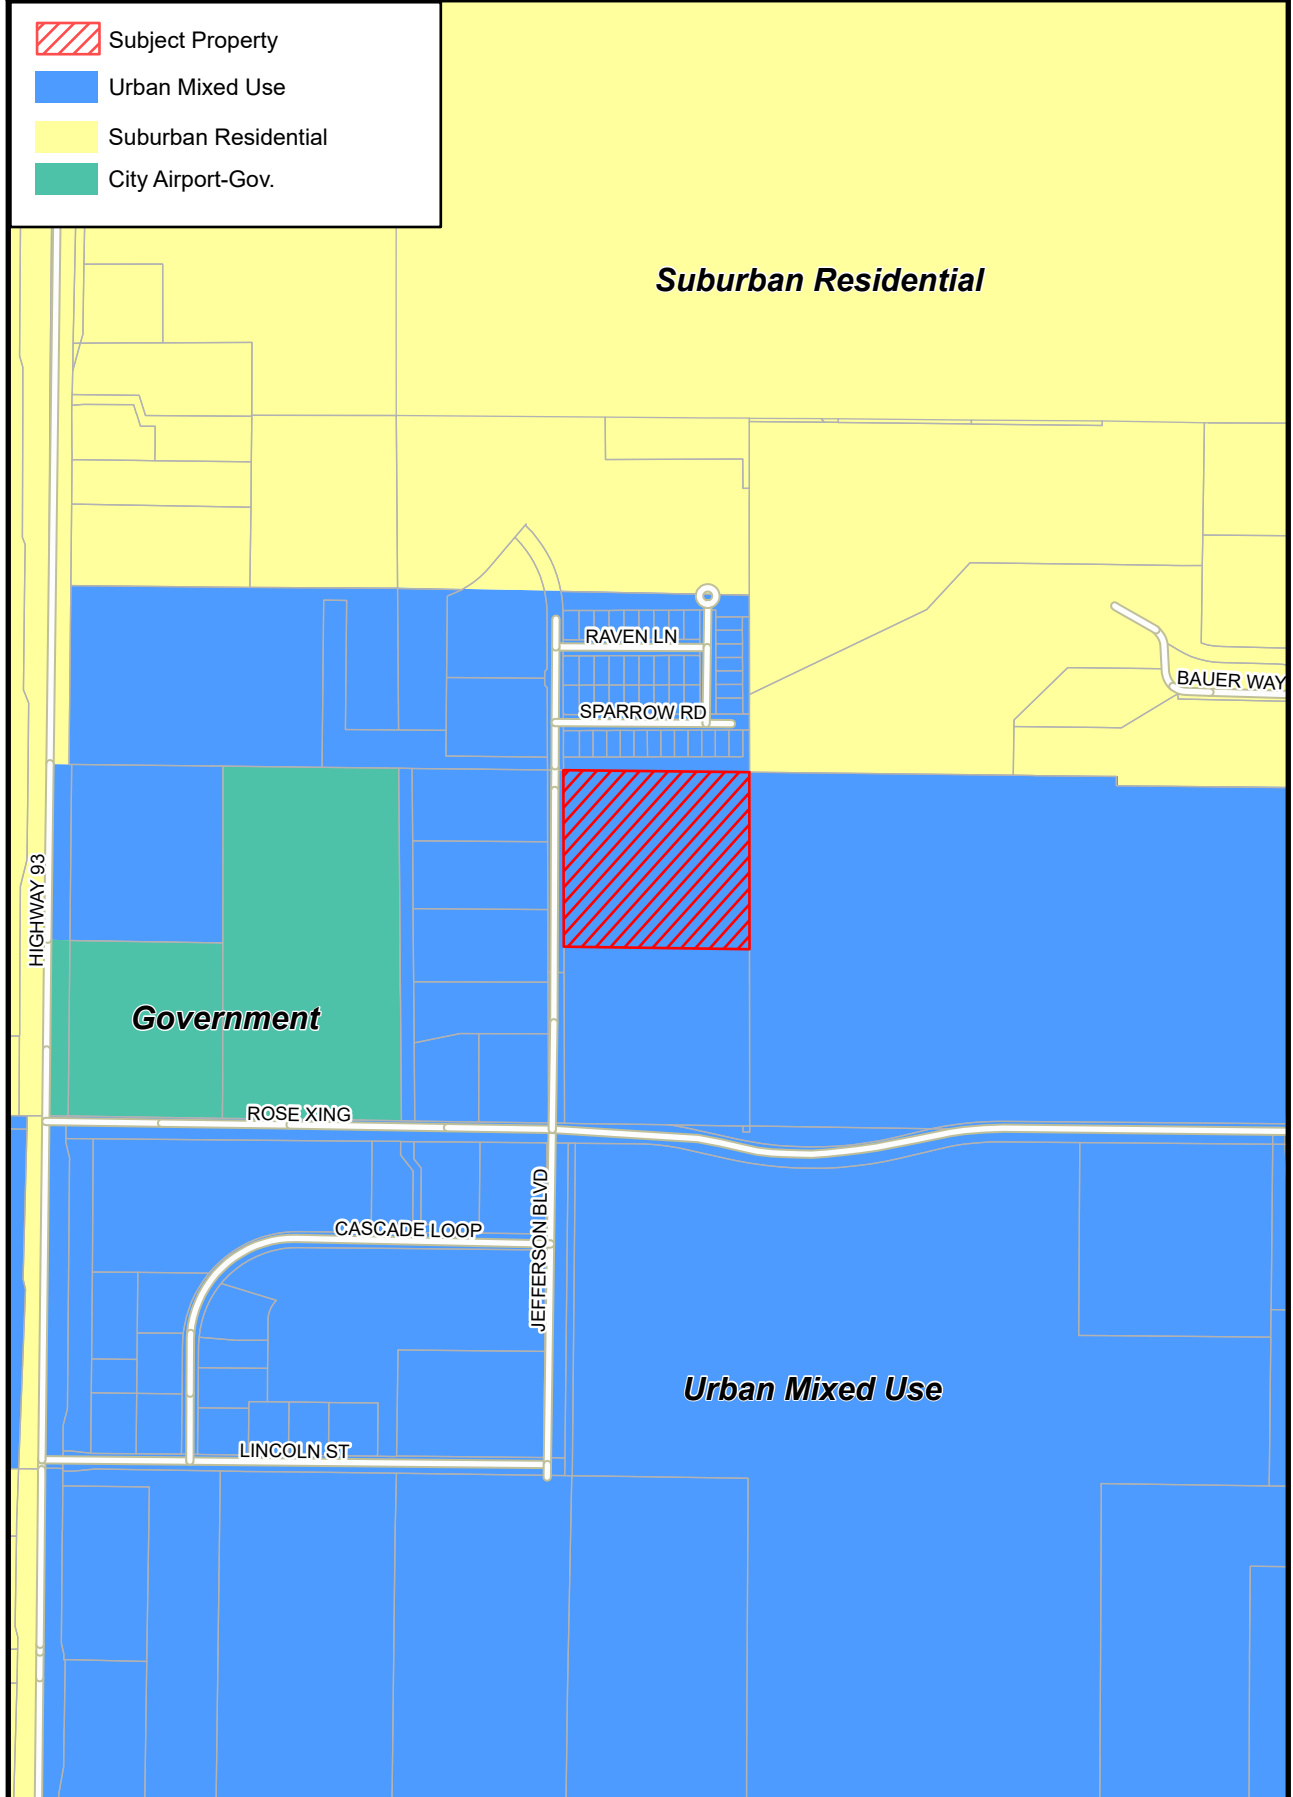 Subject Property
Urban Mixed Use
Suburban Residential
City Airport-Gov.
Suburban Residential
RAVEN LN
BAUER WAY
SPARROW RD
HIGHWAY 93
Government
ROSE XING
JEFFERSON BLVD
CASCADE LOOP
Urban Mixed Use
LINCOLN ST